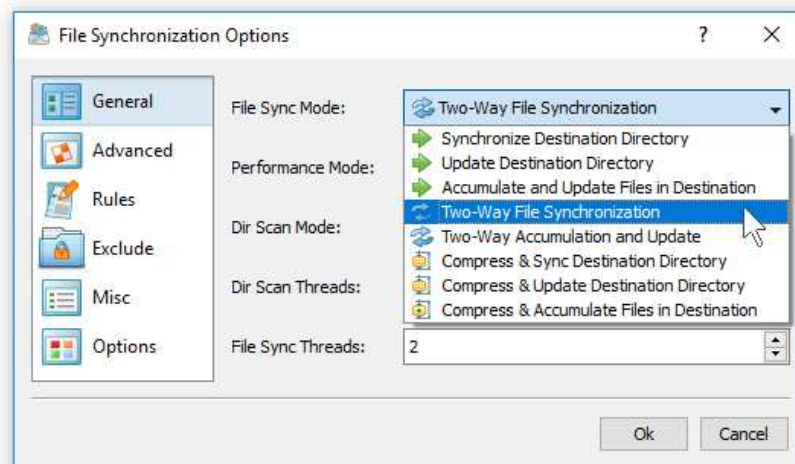 File Synchronization Options
General
Advanced
Rules
Exclude
Misc
Options
File Sync Mode:
Two-Way File Synchronization
Synchronize Destination Directory
Update Destination Directory
Accumulate and Update Files in Destination
Two-Way File Synchronization
Two-Way Accumulation and Update
Compress & Sync Destination Directory
Compress & Update Destination Directory
Compress & Accumulate Files in Destination
Performance Mode:
Dir Scan Mode:
Dir Scan Threads:
File Sync Threads:
2
Ok
Cancel